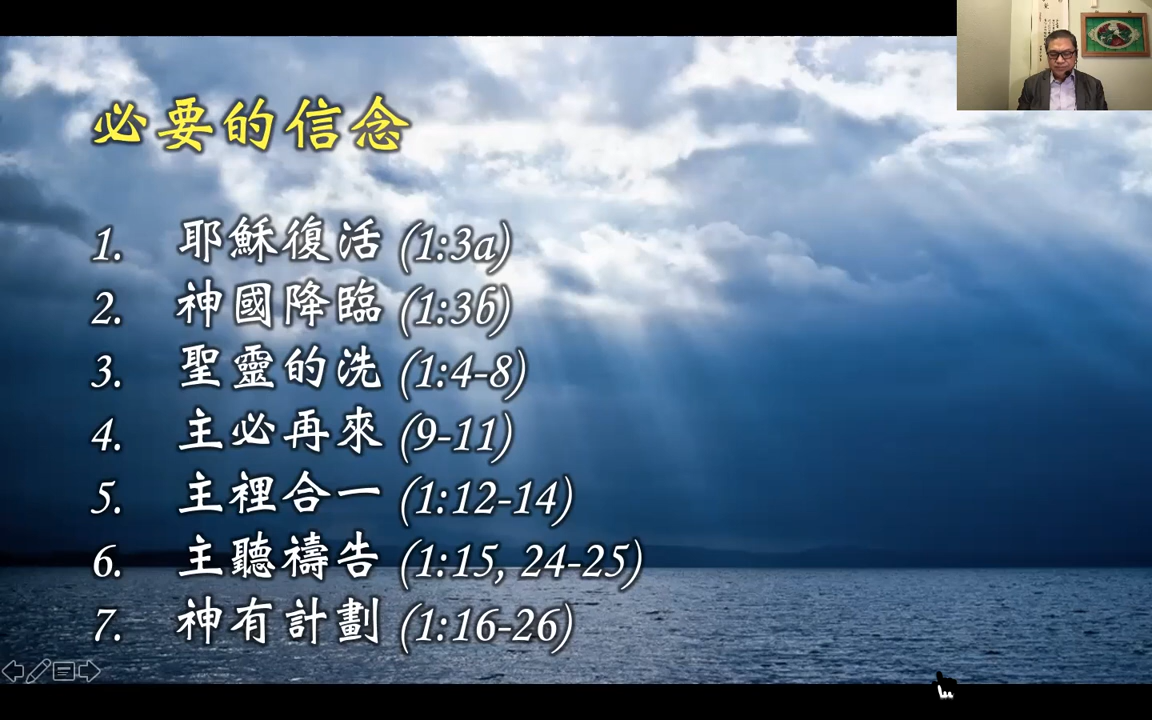 必要的信念
1. 耶穌復活 (1:3a)
2. 神國降臨 (1:3b)
3. 聖靈的洗 (1:4-8)
4. 主必再來 (9-11)
5. 主裡合一 (1:12-14)
6. 主聽禱告 (1:15, 24-25)
7. 神有計劃 (1:16-26)